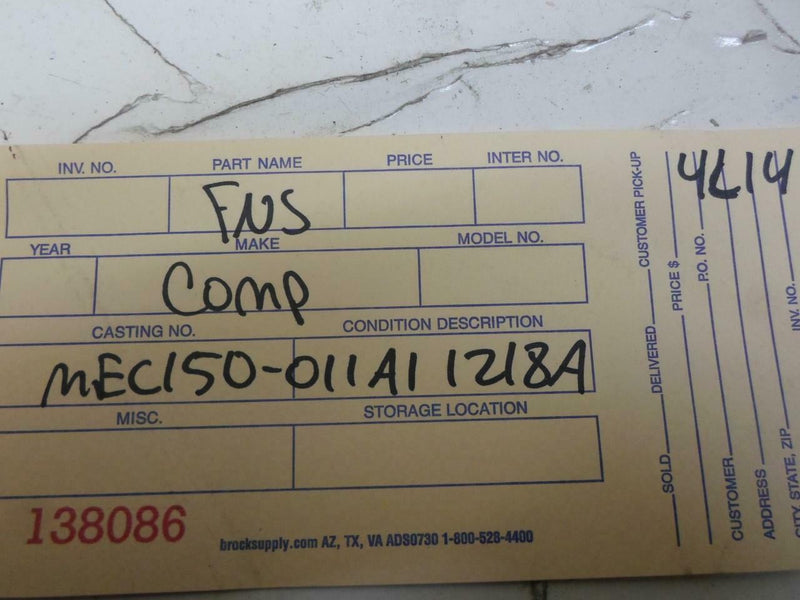 INV. NO. PART NAME PRICE INTER NO.
FNS
YEAR MAKE MODEL NO.
Comp
CASTING NO. CONDITION DESCRIPTION
MEC150-011A1 1218A
MISC. STORAGE LOCATION
138086
brocksupply.com AZ, TX, VA ADS0730 1-800-528-4400
SOLD DELIVERED CUSTOMER PICK-UP
PRICE $
P.O. NO.
CUSTOMER
ADDRESS
CITY, STATE, ZIP INV. NO.